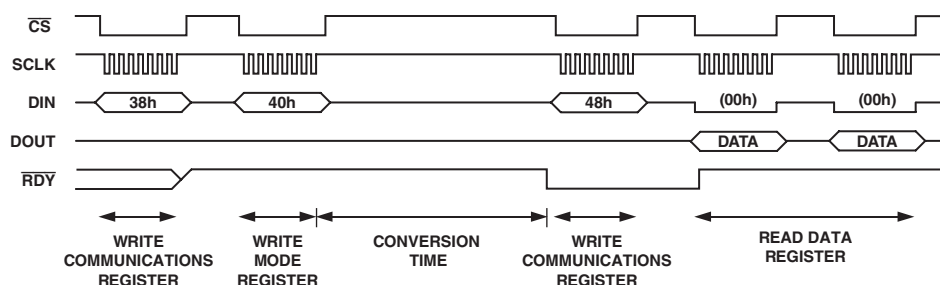 CS
SCLK
DIN 38h 40h 48h (00h) (00h)
DOUT DATA DATA
RDY
WRITE COMMUNICATIONS REGISTER
WRITE MODE REGISTER
CONVERSION TIME
WRITE COMMUNICATIONS REGISTER
READ DATA REGISTER